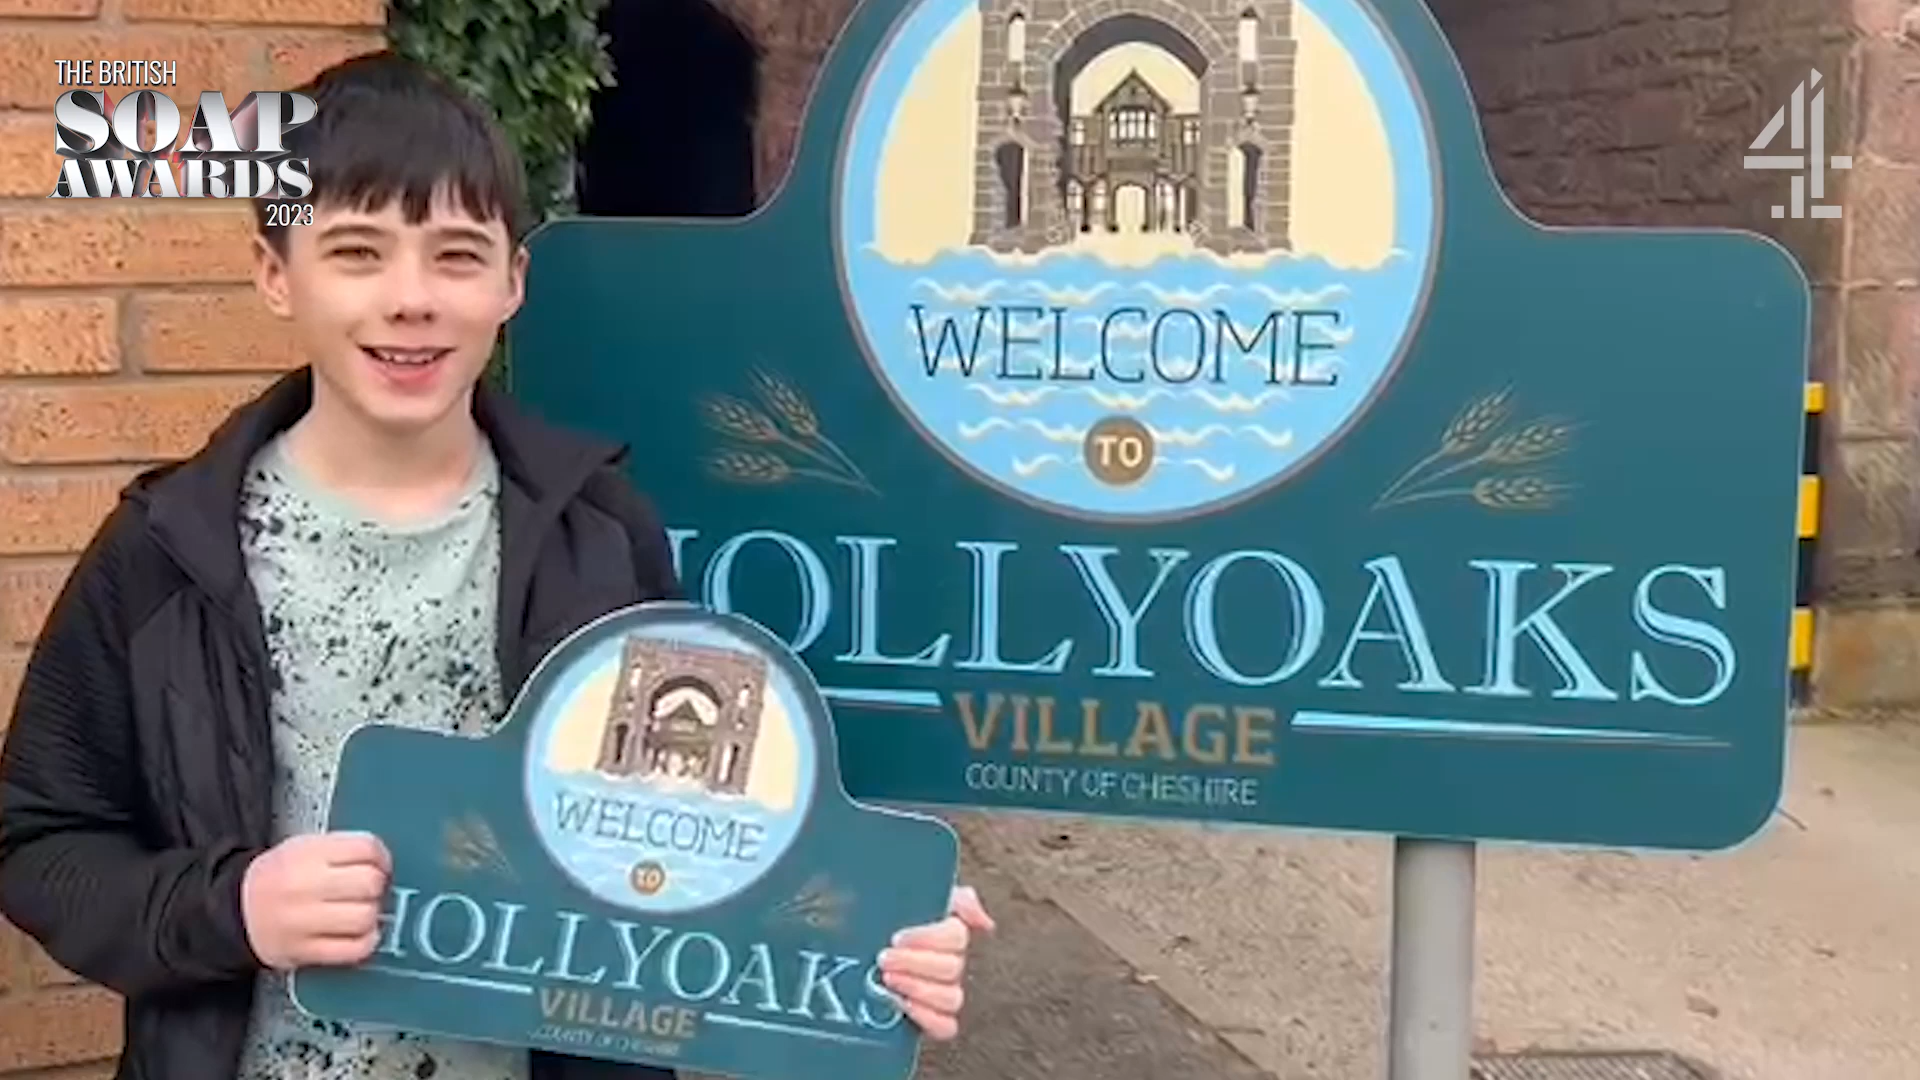 THE BRITISH
SOAP
AWARDS
2023
4
WELCOME
TO
HOLLYOAKS
VILLAGE
COUNTY OF CHESHIRE
WELCOME
TO
HOLLYOAKS
VILLAGE
COUNTY OF CHESHIRE